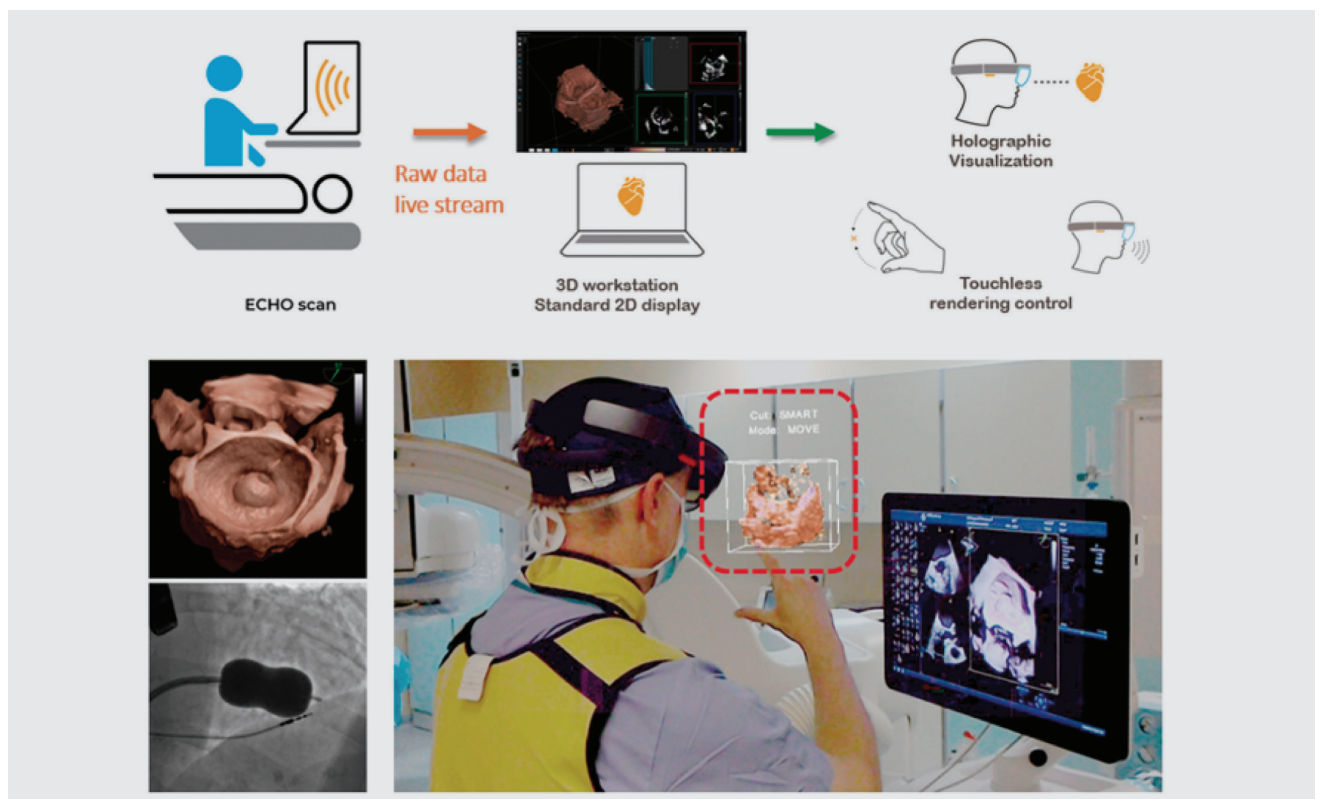 Raw data
live stream
ECHO scan
3D workstation
Standard 2D display
Holographic
Visualization
Touchless
rendering control
Cut: SMART
Mode: MOVE